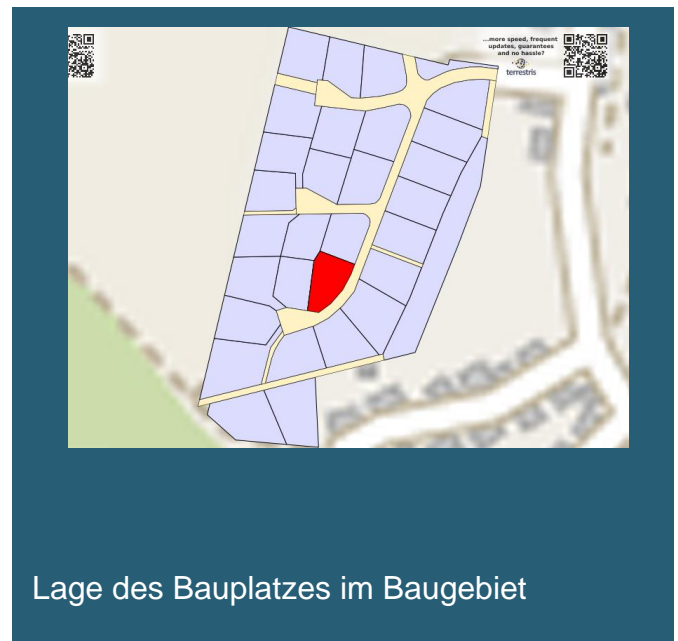 ...more speed, frequent
updates, guarantees
and no hassle?
terrestris
Lage des Bauplatzes im Baugebiet